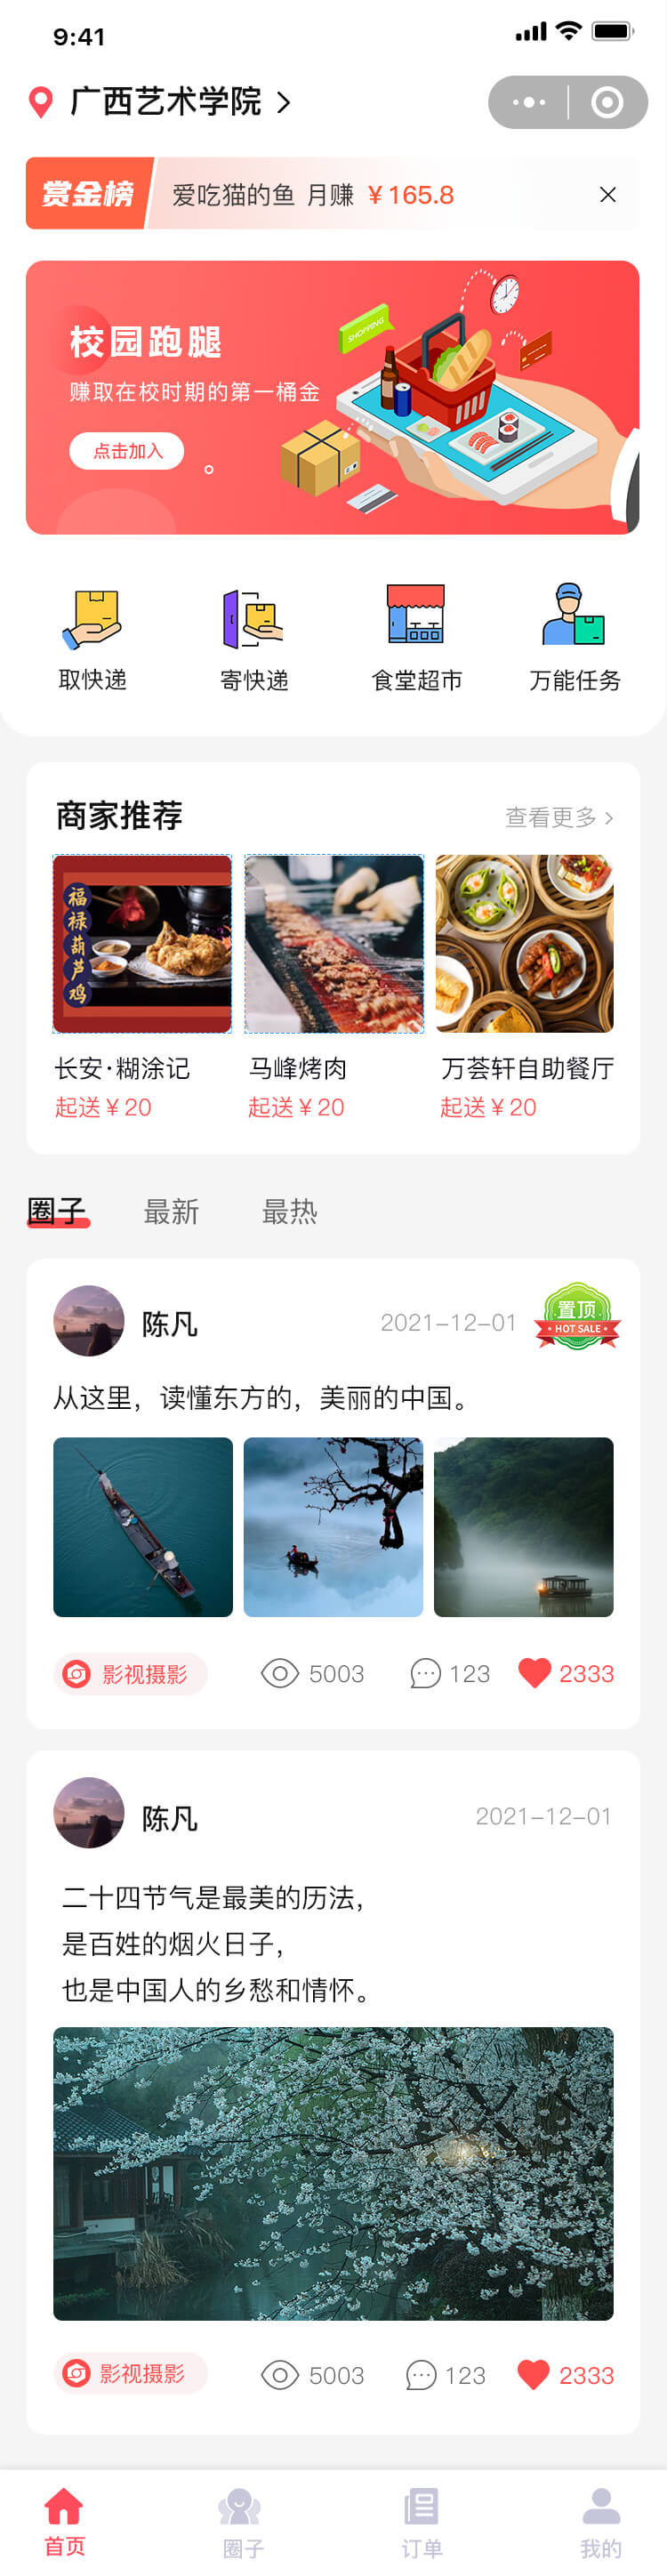 9:41
广西艺术学院
赏金榜 爱吃猫的鱼 月赚 ￥165.8
校园跑腿
SHOPPING
赚取在校时期的第一桶金
点击加入
取快递 寄快递 食堂超市 万能任务
商家推荐 查看更多
福禄葫芦鸡
长安·糊涂记 马峰烤肉 万荟轩自助餐厅
起送￥20 起送￥20 起送￥20
圈子 最新 最热
陈凡 2021-12-01 置顶
HOT SALE
从这里，读懂东方的，美丽的中国。
影视摄影 5003 123 2333
陈凡 2021-12-01
二十四节气是最美的历法，
是百姓的烟火日子，
也是中国人的乡愁和情怀。
影视摄影 5003 123 2333
首页 圈子 订单 我的